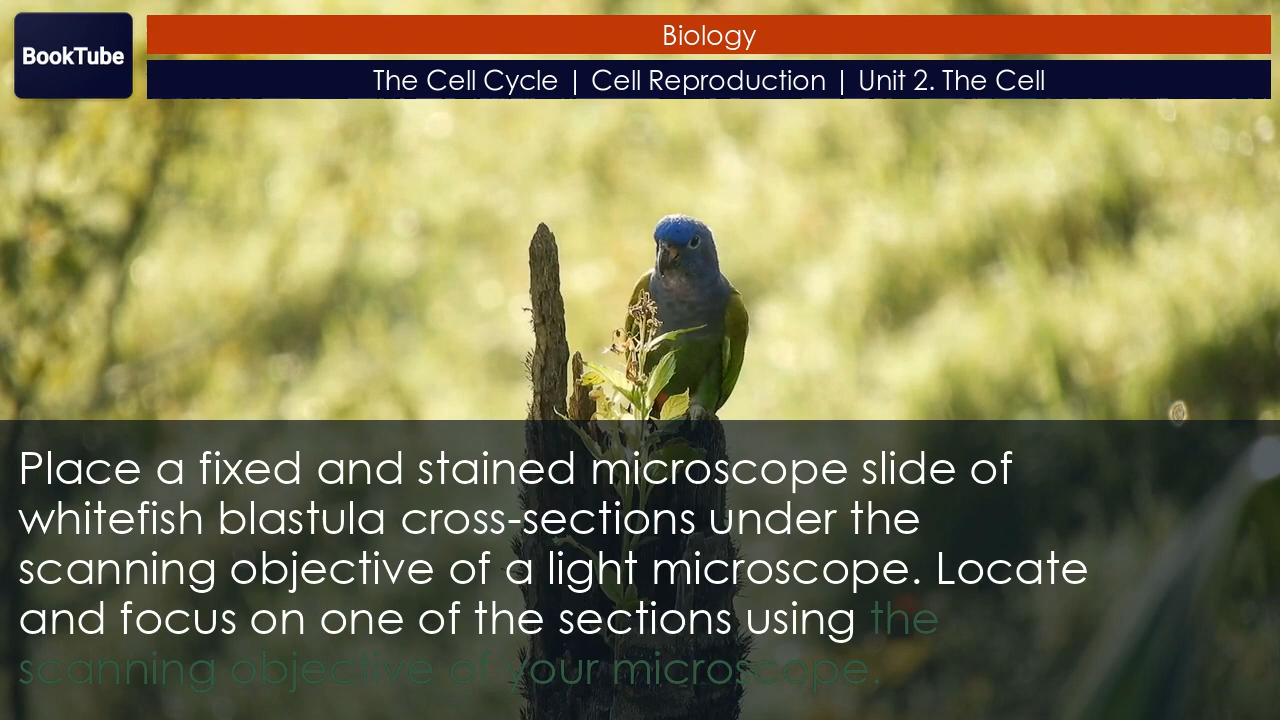 BookTube
Biology
The Cell Cycle | Cell Reproduction | Unit 2. The Cell
Place a fixed and stained microscope slide of
whitefish blastula cross-sections under the
scanning objective of a light microscope. Locate
and focus on one of the sections using the
scanning objective of your microscope.